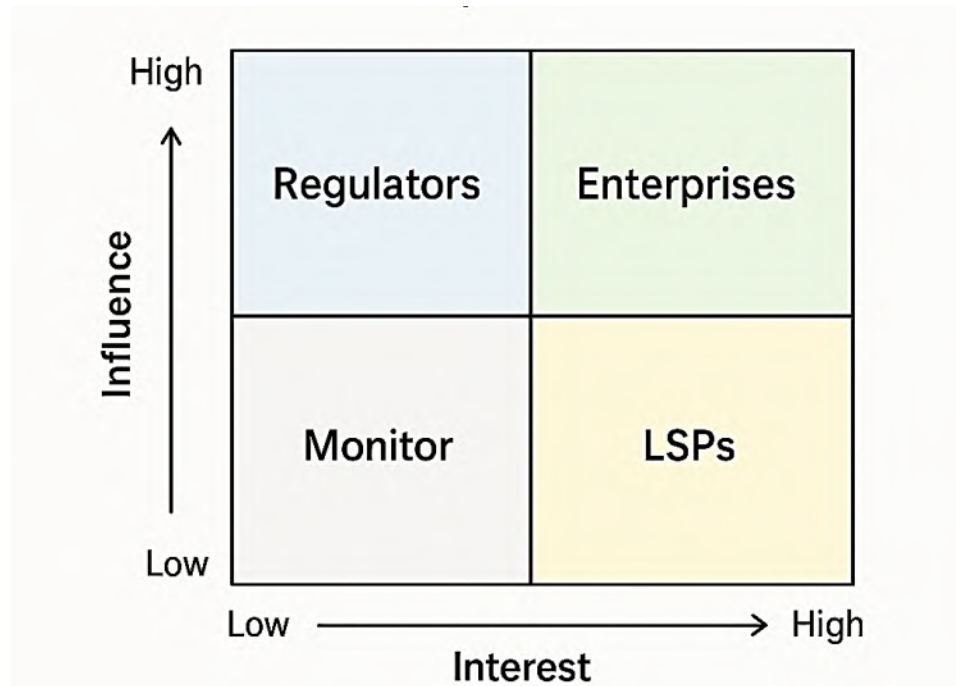 High
Regulators
Enterprises
Influence
Monitor
LSPs
Low
Low
High
Interest